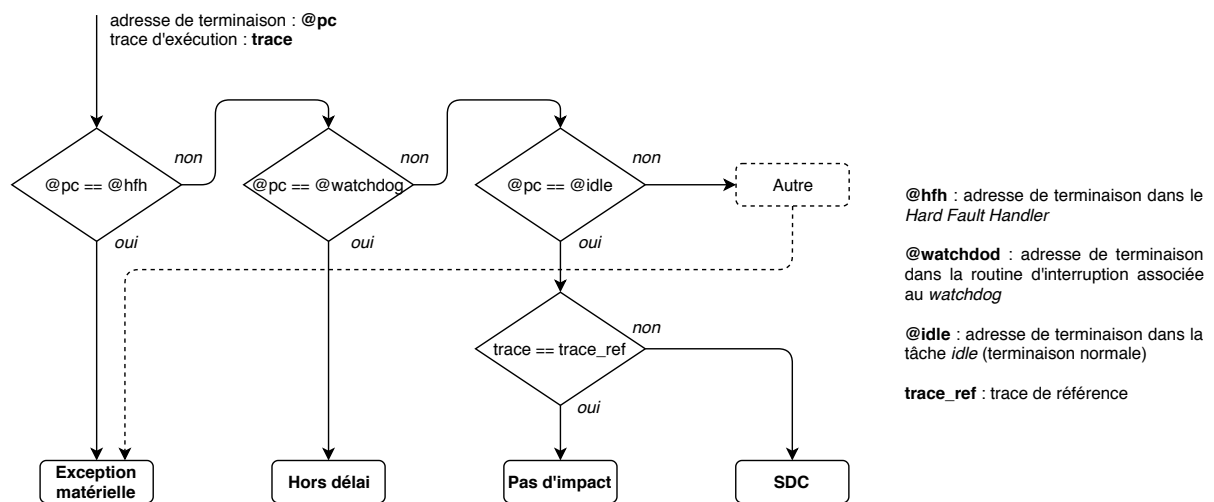 adresse de terminaison : @pc
trace d'exécution : trace
non
non
non
@pc == @hfh
@pc == @watchdog
@pc == @idle
Autre
oui
oui
oui
@hfh : adresse de terminaison dans le
Hard Fault Handler
@watchdod : adresse de terminaison
dans la routine d'interruption associée
au watchdog
@idle : adresse de terminaison dans la
tâche idle (terminaison normale)
trace_ref : trace de référence
non
trace == trace_ref
oui
Exception
matérielle
Hors délai
Pas d'impact
SDC